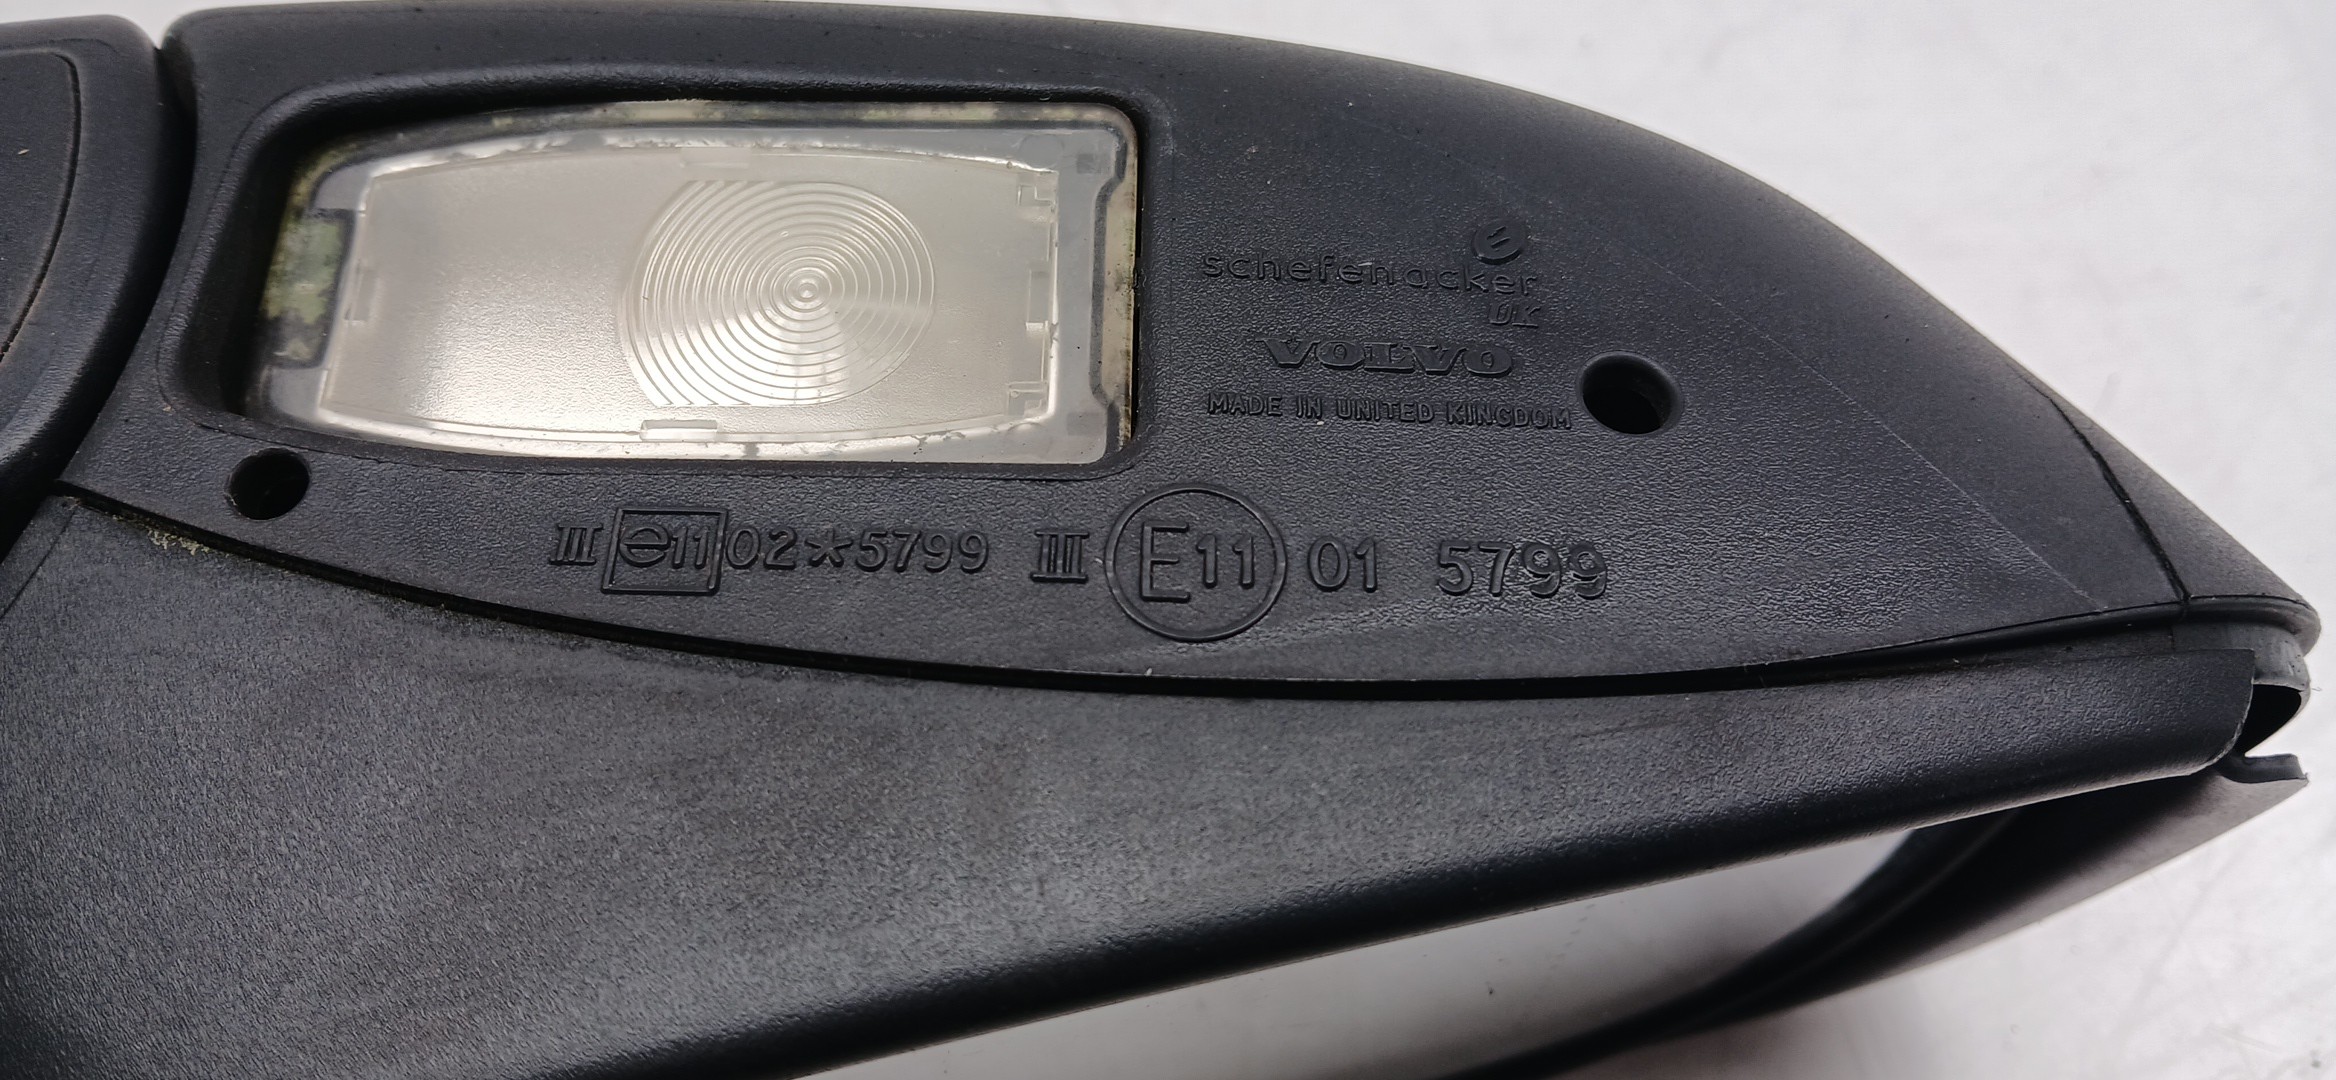 schefenacker
UK
VOLVO
MADE IN UNITED KINGDOM
III e11 02*5799 III E11 01 5799